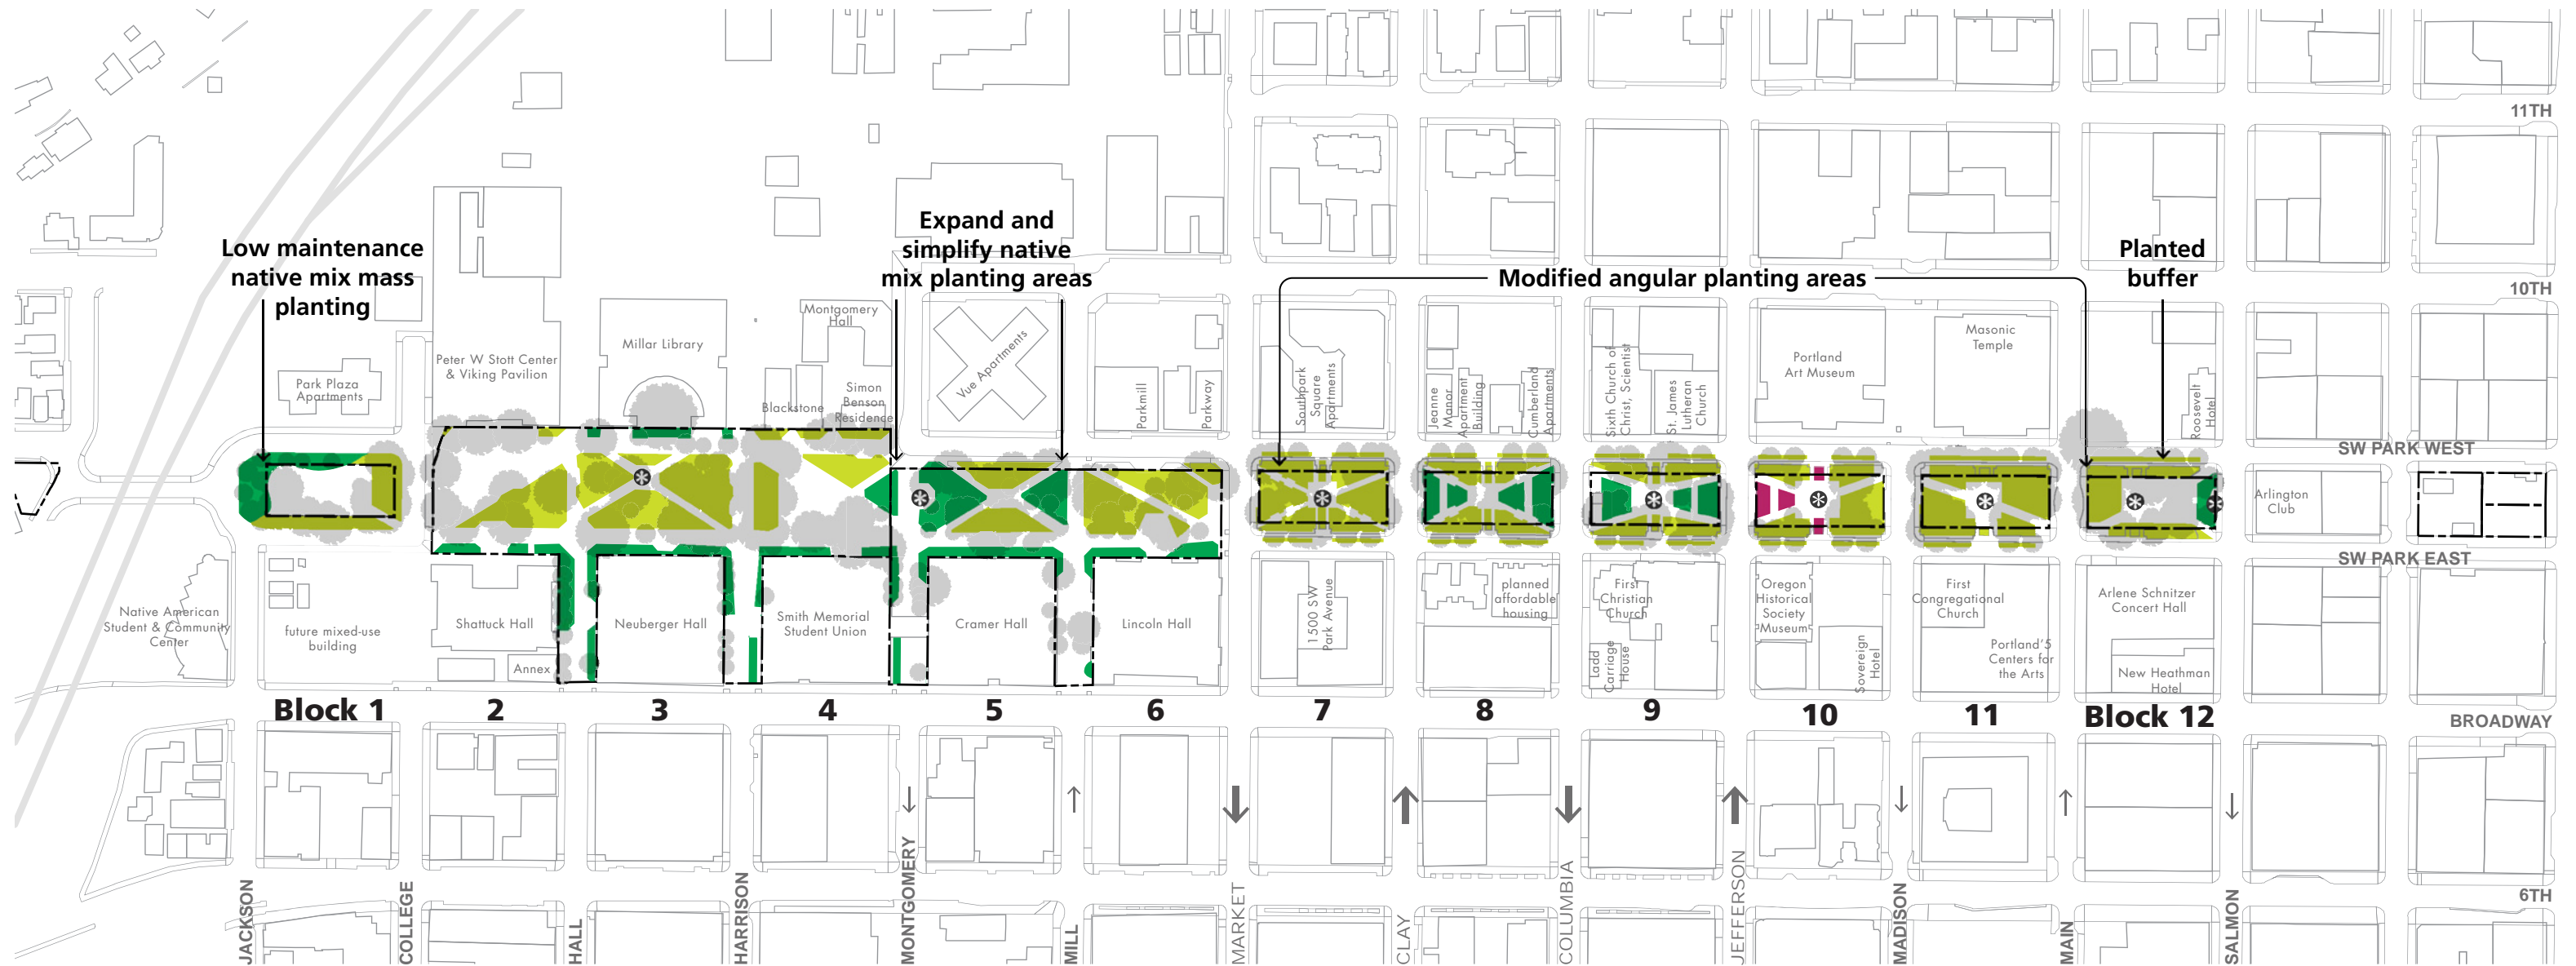 11TH
Expand and
simplify native
mix planting areas
Low maintenance
native mix mass
planting
Modified angular planting areas
Planted
buffer
10TH
Montgomery
Hall
Millar Library
Peter W Stott Center
& Viking Pavilion
Park Plaza
Apartments
Blackstone
Simon
Benson
Residence
Vue Apartments
Parkmill
Parkway
Southpark
Square
Apartments
Jeanne
Manor
Apartment
Building
Cumberland
Apartments
Sixth Church of
Christ, Scientist
St. James
Lutheran
Church
Portland
Art Museum
Masonic
Temple
Roosevelt
Hotel
SW PARK WEST
Arlington
Club
SW PARK EAST
Native American
Student & Community
Center
future mixed-use
building
Shattuck Hall
Annex
Neuberger Hall
Smith Memorial
Student Union
Cramer Hall
Lincoln Hall
1500 SW
Park Avenue
planned
affordable
housing
First
Christian
Church
Ladd
Carriage
House
Oregon
Historical
Society
Museum
Sovereign
Hotel
First
Congregational
Church
Portland'5
Centers for
the Arts
Arlene Schnitzer
Concert Hall
New Heathman
Hotel
Block 1
2
3
4
5
6
7
8
9
10
11
Block 12
BROADWAY
6TH
JACKSON
COLLEGE
HALL
HARRISON
MONTGOMERY
MILL
MARKET
CLAY
COLUMBIA
JEFFERSON
MADISON
MAIN
SALMON